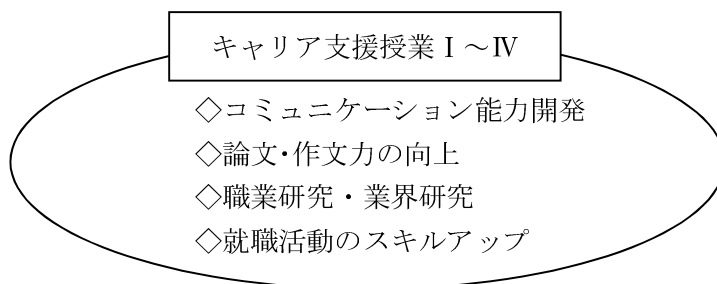 キャリア支援授業Ⅰ～Ⅳ
◇コミュニケーション能力開発
◇論文･作文力の向上
◇職業研究・業界研究
◇就職活動のスキルアップ